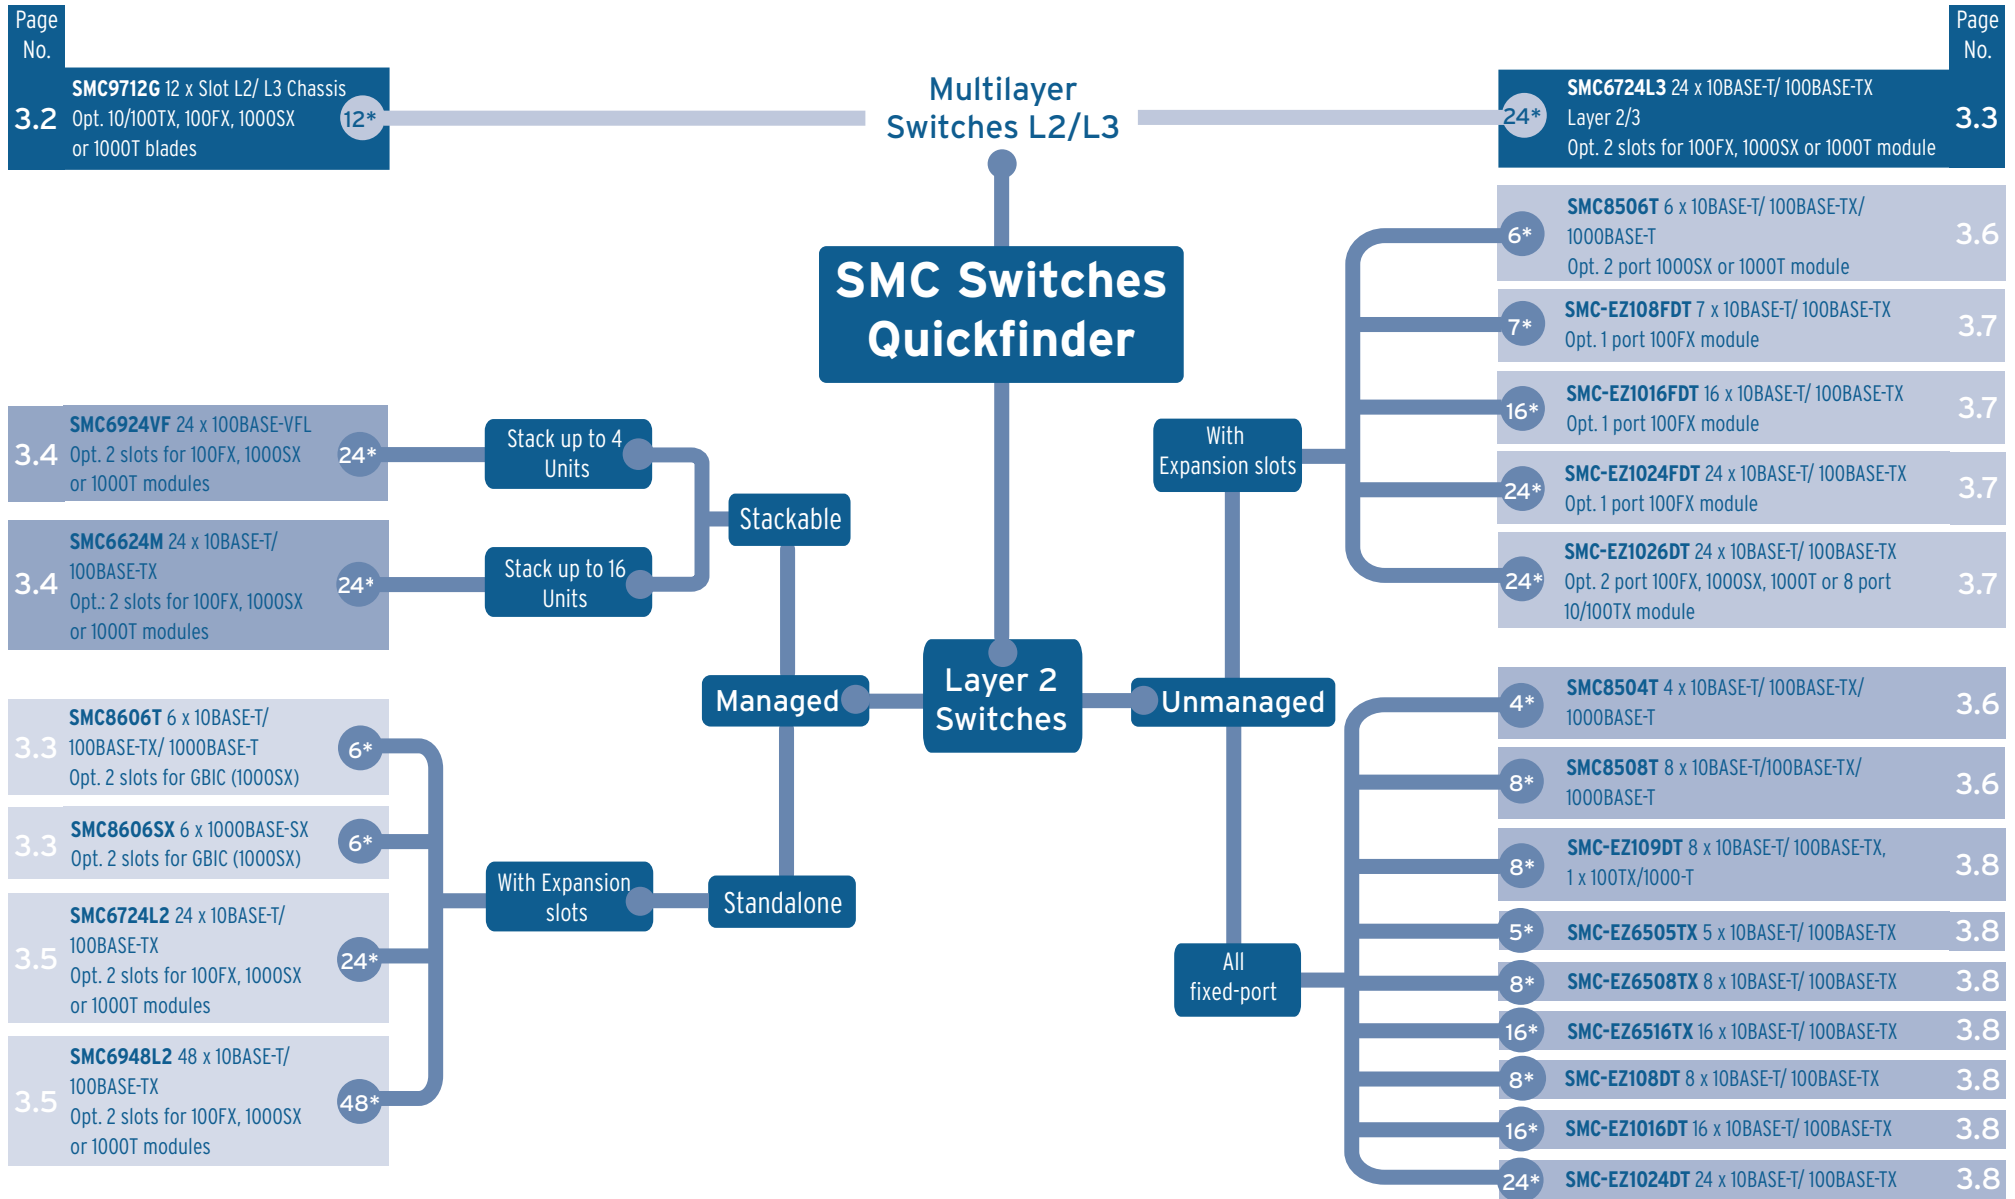 Page
No.
3.2
SMC9712G 12 x Slot L2/ L3 Chassis
Opt. 10/100TX, 100FX, 1000SX
or 1000T blades
12*
Multilayer
Switches L2/L3
Page
No.
24*
SMC6724L3 24 x 10BASE-T/ 100BASE-TX
Layer 2/3
Opt. 2 slots for 100FX, 1000SX or 1000T module
3.3
SMC Switches
Quickfinder
3.4
SMC6924VF 24 x 100BASE-VFL
Opt. 2 slots for 100FX, 1000SX
or 1000T modules
24*
Stack up to 4
Units
3.4
SMC6624M 24 x 10BASE-T/
100BASE-TX
Opt.: 2 slots for 100FX, 1000SX
or 1000T modules
24*
Stack up to 16
Units
Stackable
Managed
Layer 2
Switches
Unmanaged
3.3
SMC8606T 6 x 10BASE-T/
100BASE-TX/ 1000BASE-T
Opt. 2 slots for GBIC (1000SX)
6*
3.3
SMC8606SX 6 x 1000BASE-SX
Opt. 2 slots for GBIC (1000SX)
6*
3.5
SMC6724L2 24 x 10BASE-T/
100BASE-TX
Opt. 2 slots for 100FX, 1000SX
or 1000T modules
24*
3.5
SMC6948L2 48 x 10BASE-T/
100BASE-TX
Opt. 2 slots for 100FX, 1000SX
or 1000T modules
48*
With Expansion
slots
Standalone
With
Expansion slots
6*
SMC8506T 6 x 10BASE-T/ 100BASE-TX/
1000BASE-T
Opt. 2 port 1000SX or 1000T module
3.6
7*
SMC-EZ108FDT 7 x 10BASE-T/ 100BASE-TX
Opt. 1 port 100FX module
3.7
16*
SMC-EZ1016FDT 16 x 10BASE-T/ 100BASE-TX
Opt. 1 port 100FX module
3.7
24*
SMC-EZ1024FDT 24 x 10BASE-T/ 100BASE-TX
Opt. 1 port 100FX module
3.7
24*
SMC-EZ1026DT 24 x 10BASE-T/ 100BASE-TX
Opt. 2 port 100FX, 1000SX, 1000T or 8 port
10/100TX module
3.7
All
fixed-port
4*
SMC8504T 4 x 10BASE-T/ 100BASE-TX/
1000BASE-T
3.6
8*
SMC8508T 8 x 10BASE-T/100BASE-TX/
1000BASE-T
3.6
8*
SMC-EZ109DT 8 x 10BASE-T/ 100BASE-TX,
1 x 100TX/1000-T
3.8
5*
SMC-EZ6505TX 5 x 10BASE-T/ 100BASE-TX
3.8
8*
SMC-EZ6508TX 8 x 10BASE-T/ 100BASE-TX
3.8
16*
SMC-EZ6516TX 16 x 10BASE-T/ 100BASE-TX
3.8
8*
SMC-EZ108DT 8 x 10BASE-T/ 100BASE-TX
3.8
16*
SMC-EZ1016DT 16 x 10BASE-T/ 100BASE-TX
3.8
24*
SMC-EZ1024DT 24 x 10BASE-T/ 100BASE-TX
3.8